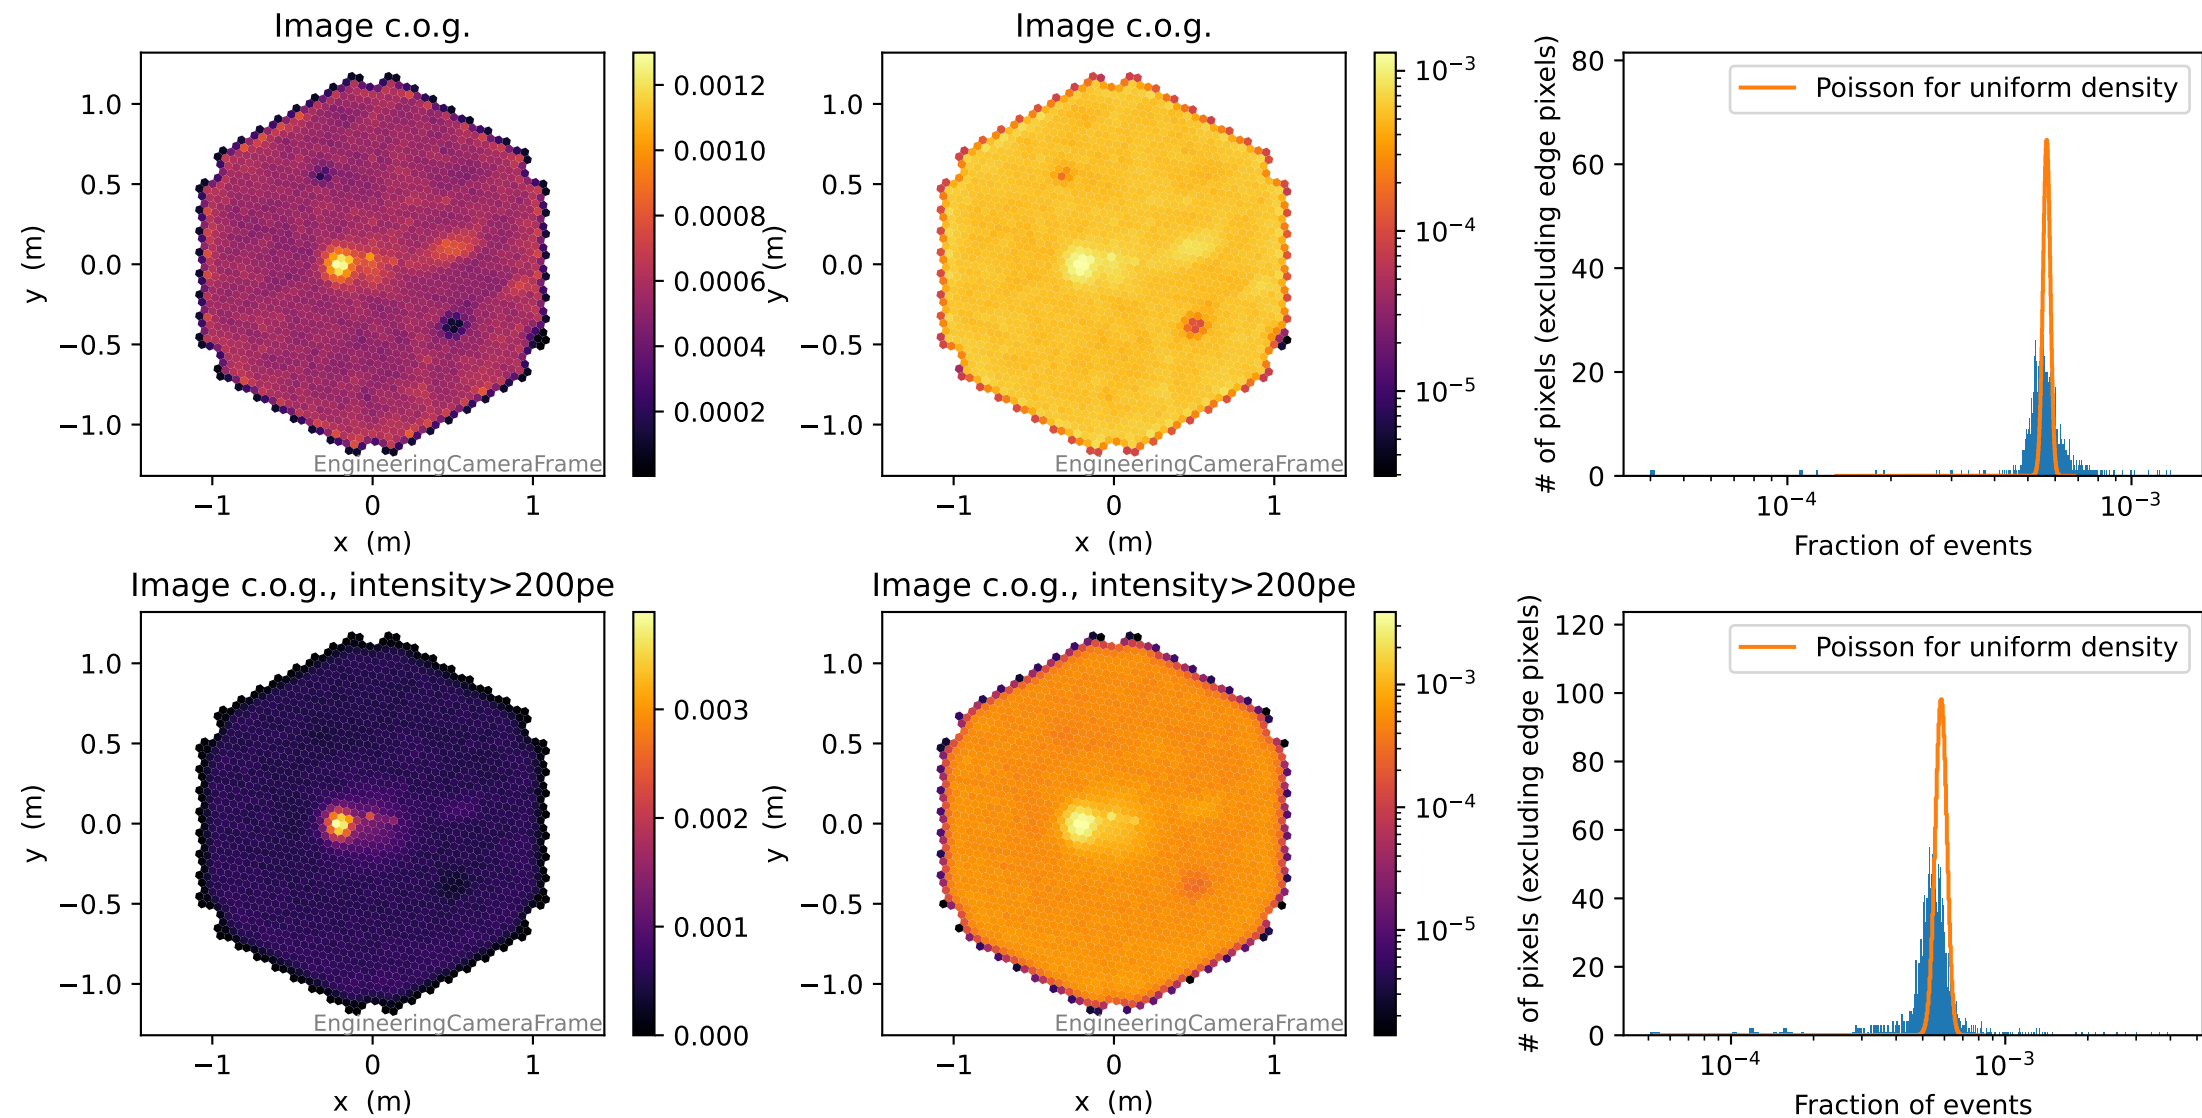 Image c.o.g.
y (m)
1.0
0.5
0.0
−0.5
−1.0
EngineeringCameraFrame
−1 0 1
x (m)
0.0012
0.0010
0.0008
0.0006
0.0004
0.0002
Image c.o.g.
y (m)
1.0
0.5
0.0
−0.5
−1.0
EngineeringCameraFrame
−1 0 1
x (m)
10⁻³
10⁻⁴
10⁻⁵
# of pixels (excluding edge pixels)
80
60
40
20
0
Poisson for uniform density
10⁻⁴ 10⁻³
Fraction of events
Image c.o.g., intensity>200pe
y (m)
1.0
0.5
0.0
−0.5
−1.0
EngineeringCameraFrame
−1 0 1
x (m)
0.003
0.002
0.001
0.000
Image c.o.g., intensity>200pe
y (m)
1.0
0.5
0.0
−0.5
−1.0
EngineeringCameraFrame
−1 0 1
x (m)
10⁻³
10⁻⁴
10⁻⁵
# of pixels (excluding edge pixels)
120
100
80
60
40
20
0
Poisson for uniform density
10⁻⁴ 10⁻³
Fraction of events